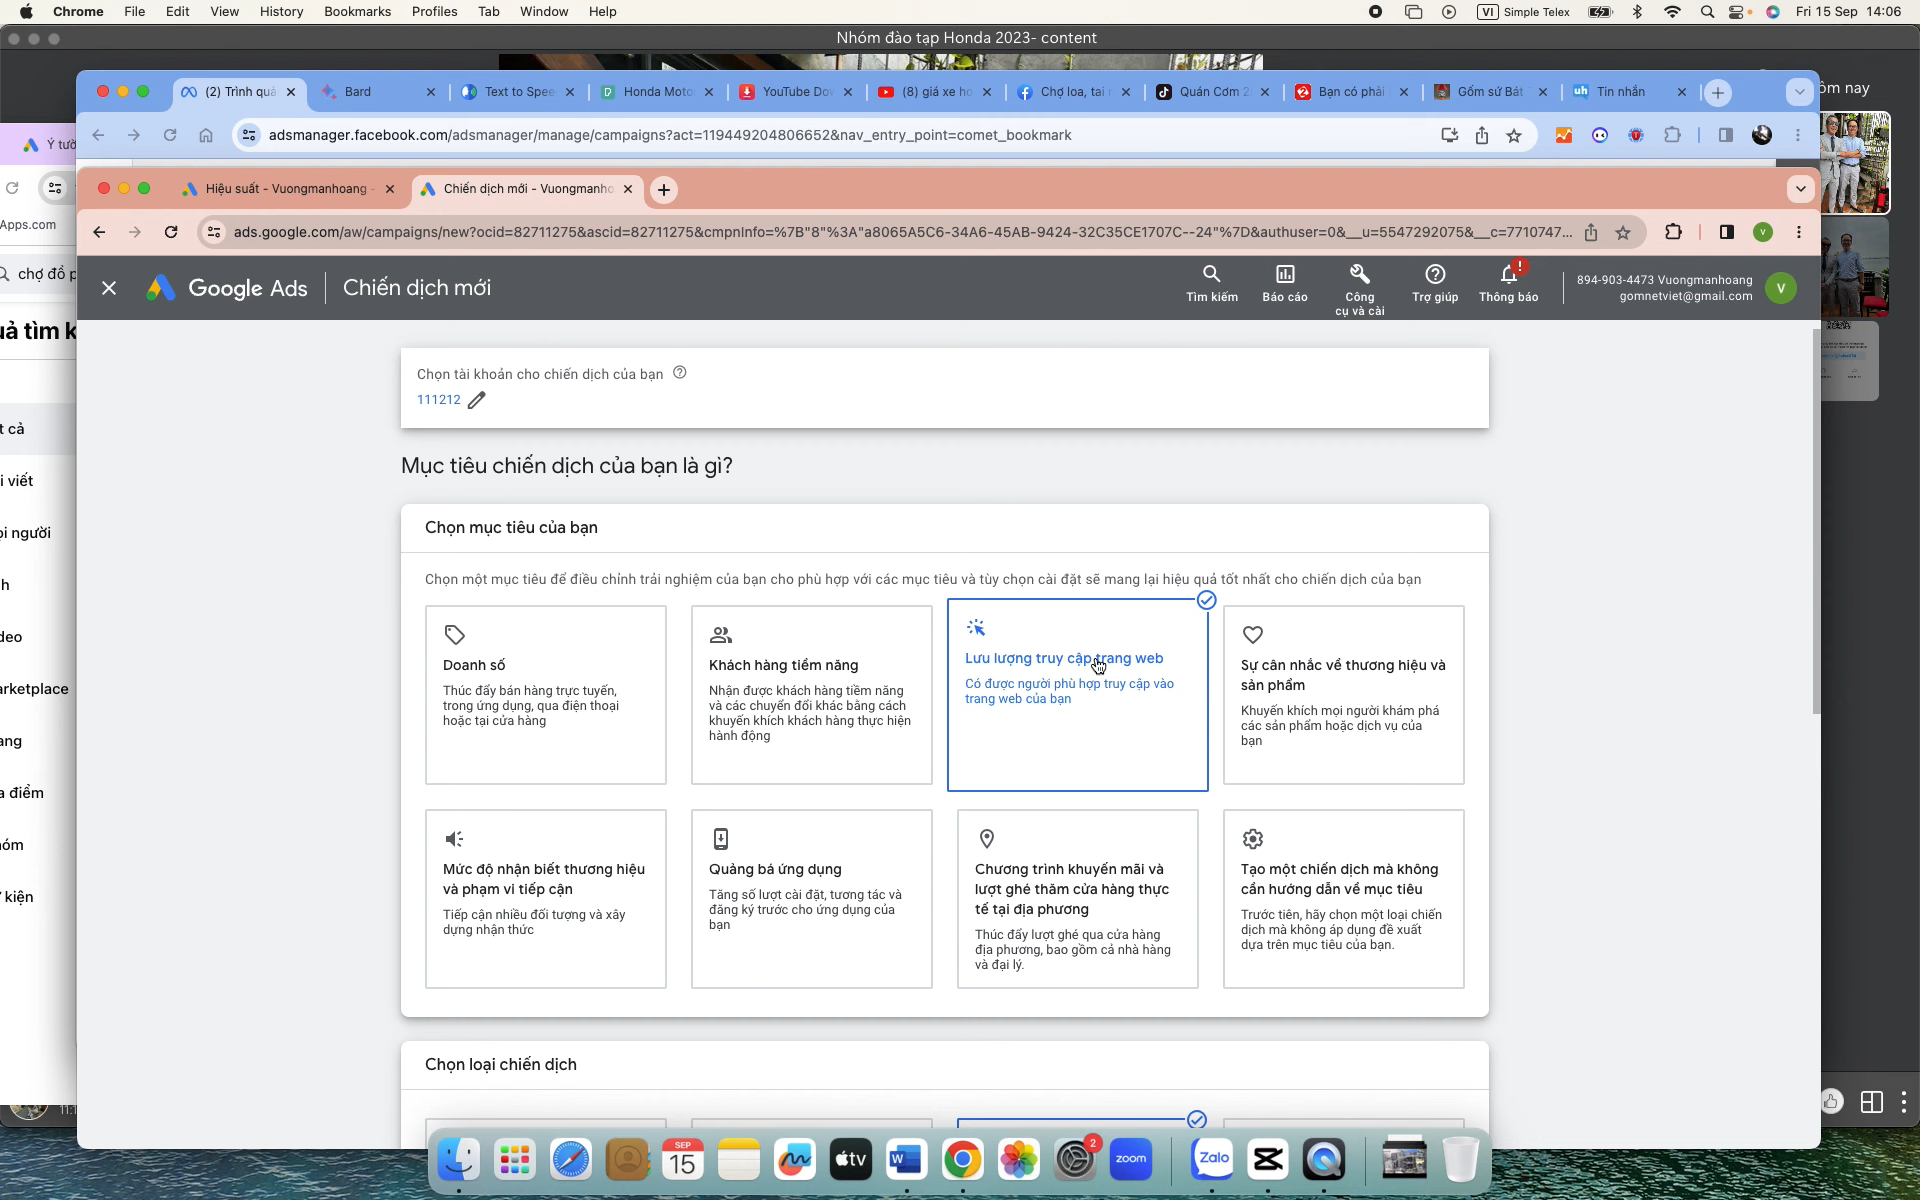 Chrome File Edit View History Bookmarks Profiles Tab Window Help
VI Simple Telex
Fri 15 Sep 14:06
Nhóm đào tạp Honda 2023- content
(2) Trình quả
Bard
Text to Spee
Honda Moto
YouTube Dov
(8) giá xe ho
Chợ loa, tai n
Quán Cơm 2
Bạn có phải
Gốm sứ Bát
Tin nhắn
ôm nay
adsmanager.facebook.com/adsmanager/manage/campaigns?act=119449204806652&nav_entry_point=comet_bookmark
Ý tưở
Hiệu suất - Vuongmanhoang
Chiến dịch mới - Vuongmanho
Apps.com
ads.google.com/aw/campaigns/new?ocid=82711275&ascid=82711275&cmpnInfo=%7B"8"%3A"a8065A5C6-34A6-45AB-9424-32C35CE1707C--24"%7D&authuser=0&__u=5547292075&__c=7710747...
V
chợ đồ p
Google Ads
Chiến dịch mới
Tìm kiếm
Báo cáo
Công
cụ và cài
Trợ giúp
!
Thông báo
894-903-4473 Vuongmanhoang
gomnetviet@gmail.com
V
uả tìm k
Chọn tài khoản cho chiến dịch của bạn
111212
t cả
i viết
ọi người
h
deo
arketplace
ang
a điểm
óm
kiện
Mục tiêu chiến dịch của bạn là gì?
Chọn mục tiêu của bạn
Chọn một mục tiêu để điều chỉnh trải nghiệm của bạn cho phù hợp với các mục tiêu và tùy chọn cài đặt sẽ mang lại hiệu quả tốt nhất cho chiến dịch của bạn
Doanh số
Thúc đẩy bán hàng trực tuyến,
trong ứng dụng, qua điện thoại
hoặc tại cửa hàng
Khách hàng tiềm năng
Nhận được khách hàng tiềm năng
và các chuyển đổi khác bằng cách
khuyến khích khách hàng thực hiện
hành động
Lưu lượng truy cập trang web
Có được người phù hợp truy cập vào
trang web của bạn
Sự cân nhắc về thương hiệu và
sản phẩm
Khuyến khích mọi người khám phá
các sản phẩm hoặc dịch vụ của
bạn
Mức độ nhận biết thương hiệu
và phạm vi tiếp cận
Tiếp cận nhiều đối tượng và xây
dựng nhận thức
Quảng bá ứng dụng
Tăng số lượt cài đặt, tương tác và
đăng ký trước cho ứng dụng của
bạn
Chương trình khuyến mãi và
lượt ghé thăm cửa hàng thực
tế tại địa phương
Thúc đẩy lượt ghé qua cửa hàng
địa phương, bao gồm cả nhà hàng
và đại lý.
Tạo một chiến dịch mà không
cần hướng dẫn về mục tiêu
Trước tiên, hãy chọn một loại chiến
dịch mà không áp dụng đề xuất
dựa trên mục tiêu của bạn.
Chọn loại chiến dịch
SEP
15
tv
W
2
zoom
Zalo